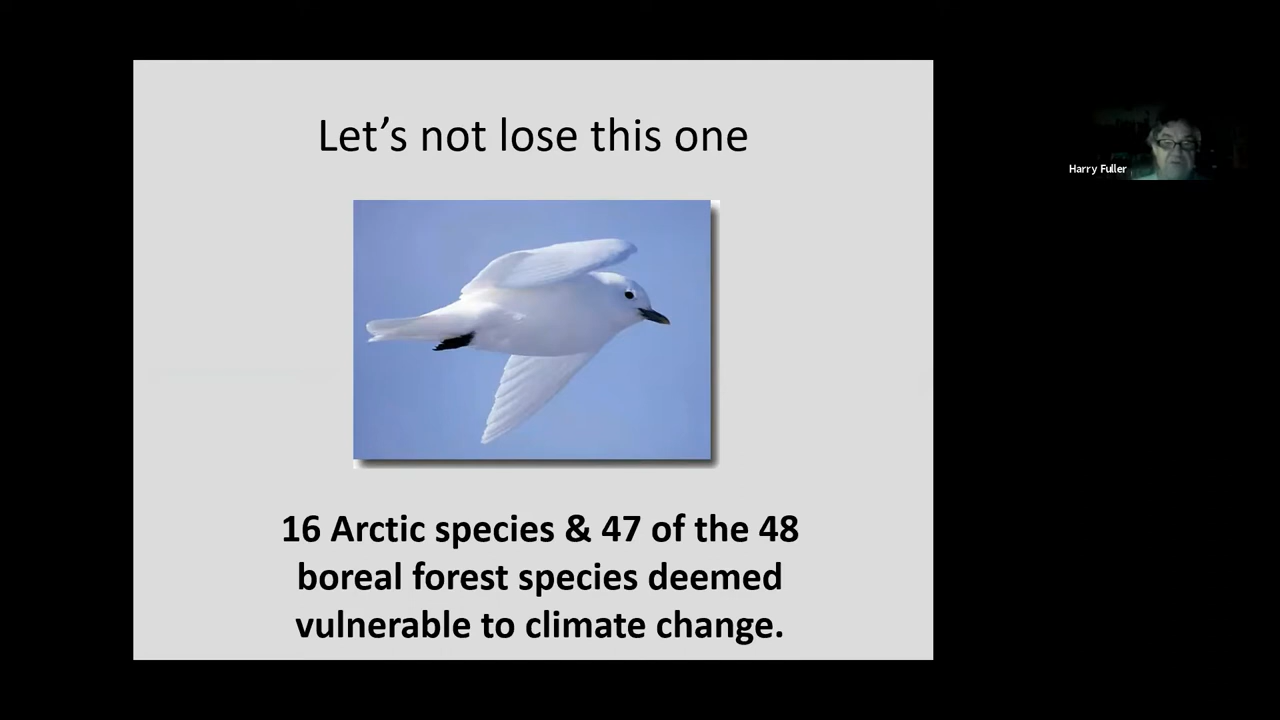 Let’s not lose this one
Harry Fuller
16 Arctic species & 47 of the 48
boreal forest species deemed
vulnerable to climate change.